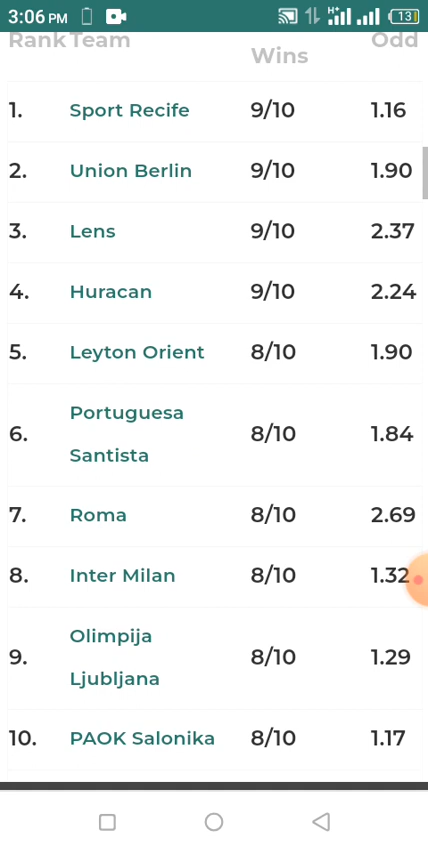 3:06 PM H+ 13
Rank Team Wins Odd
1. Sport Recife 9/10 1.16
2. Union Berlin 9/10 1.90
3. Lens 9/10 2.37
4. Huracan 9/10 2.24
5. Leyton Orient 8/10 1.90
6. Portuguesa
Santista 8/10 1.84
7. Roma 8/10 2.69
8. Inter Milan 8/10 1.32
9. Olimpija
Ljubljana 8/10 1.29
10. PAOK Salonika 8/10 1.17